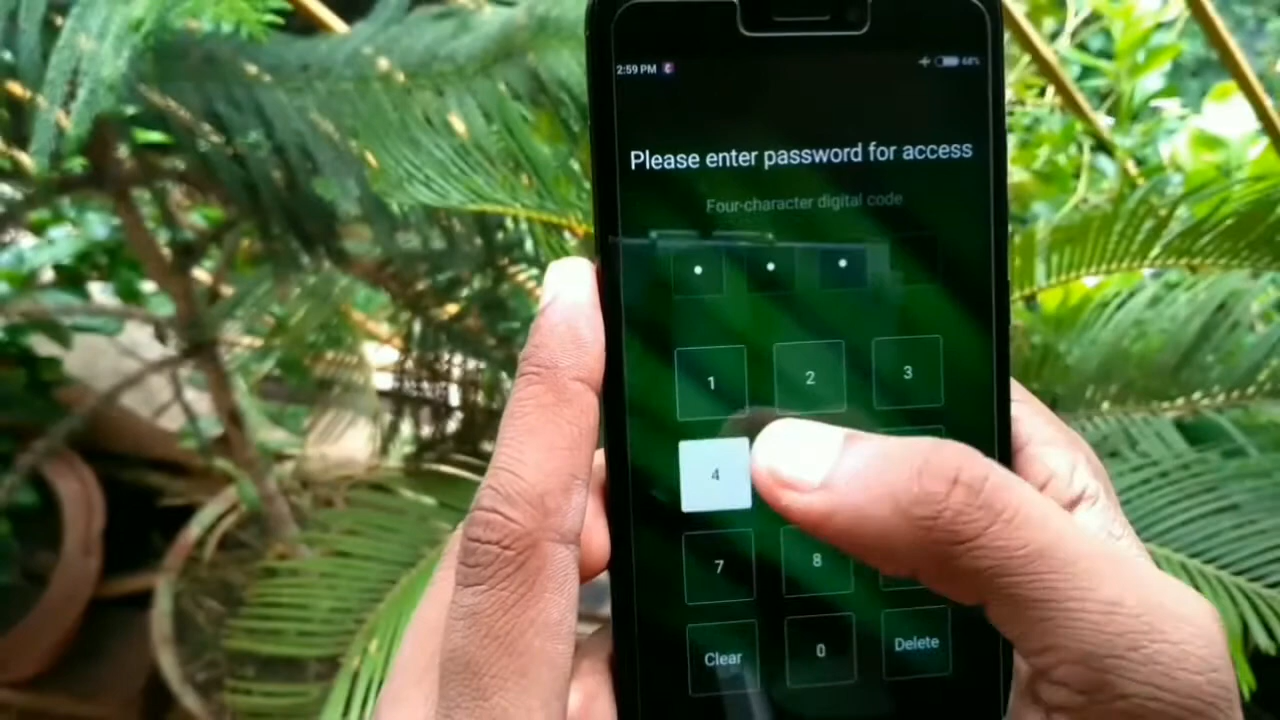 2:59 PM 68%
Please enter password for access
Four-character digital code
1 2 3
4
7 8
Clear 0 Delete